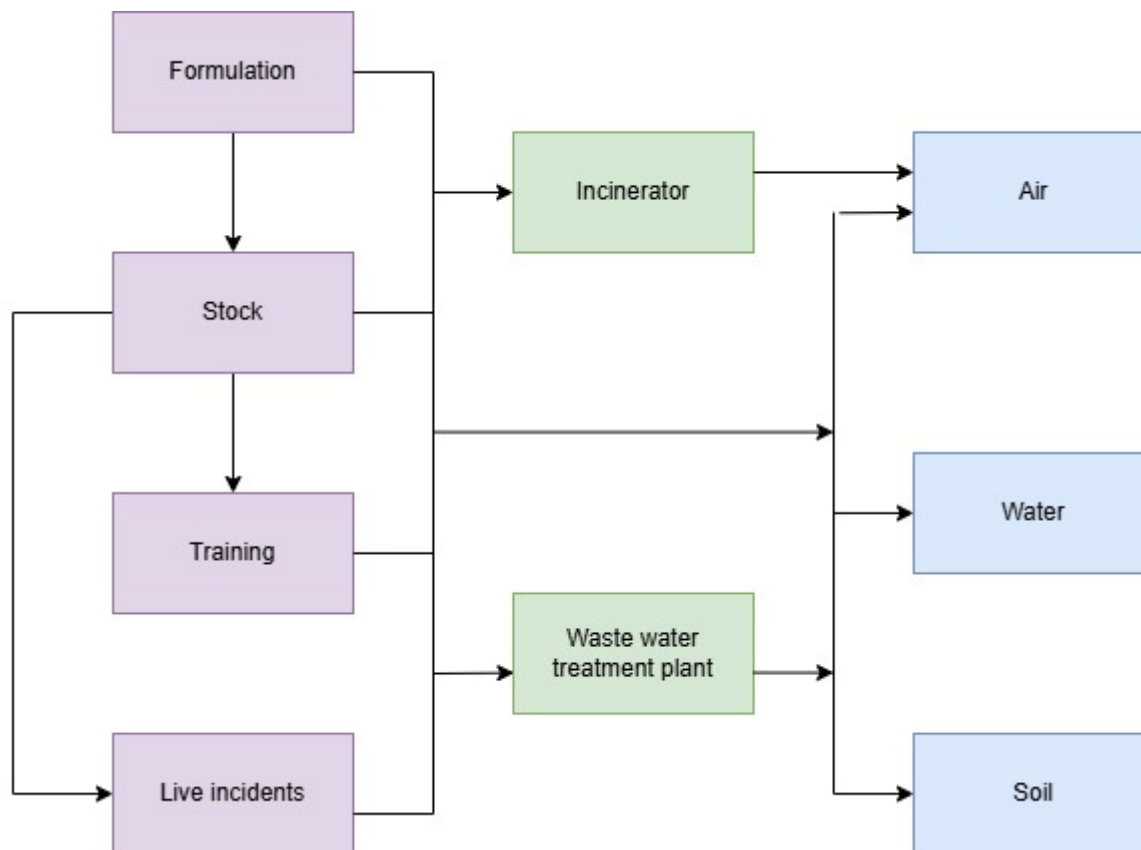 Formulation
Incinerator
Air
Stock
Training
Water
Waste water
treatment plant
Live incidents
Soil